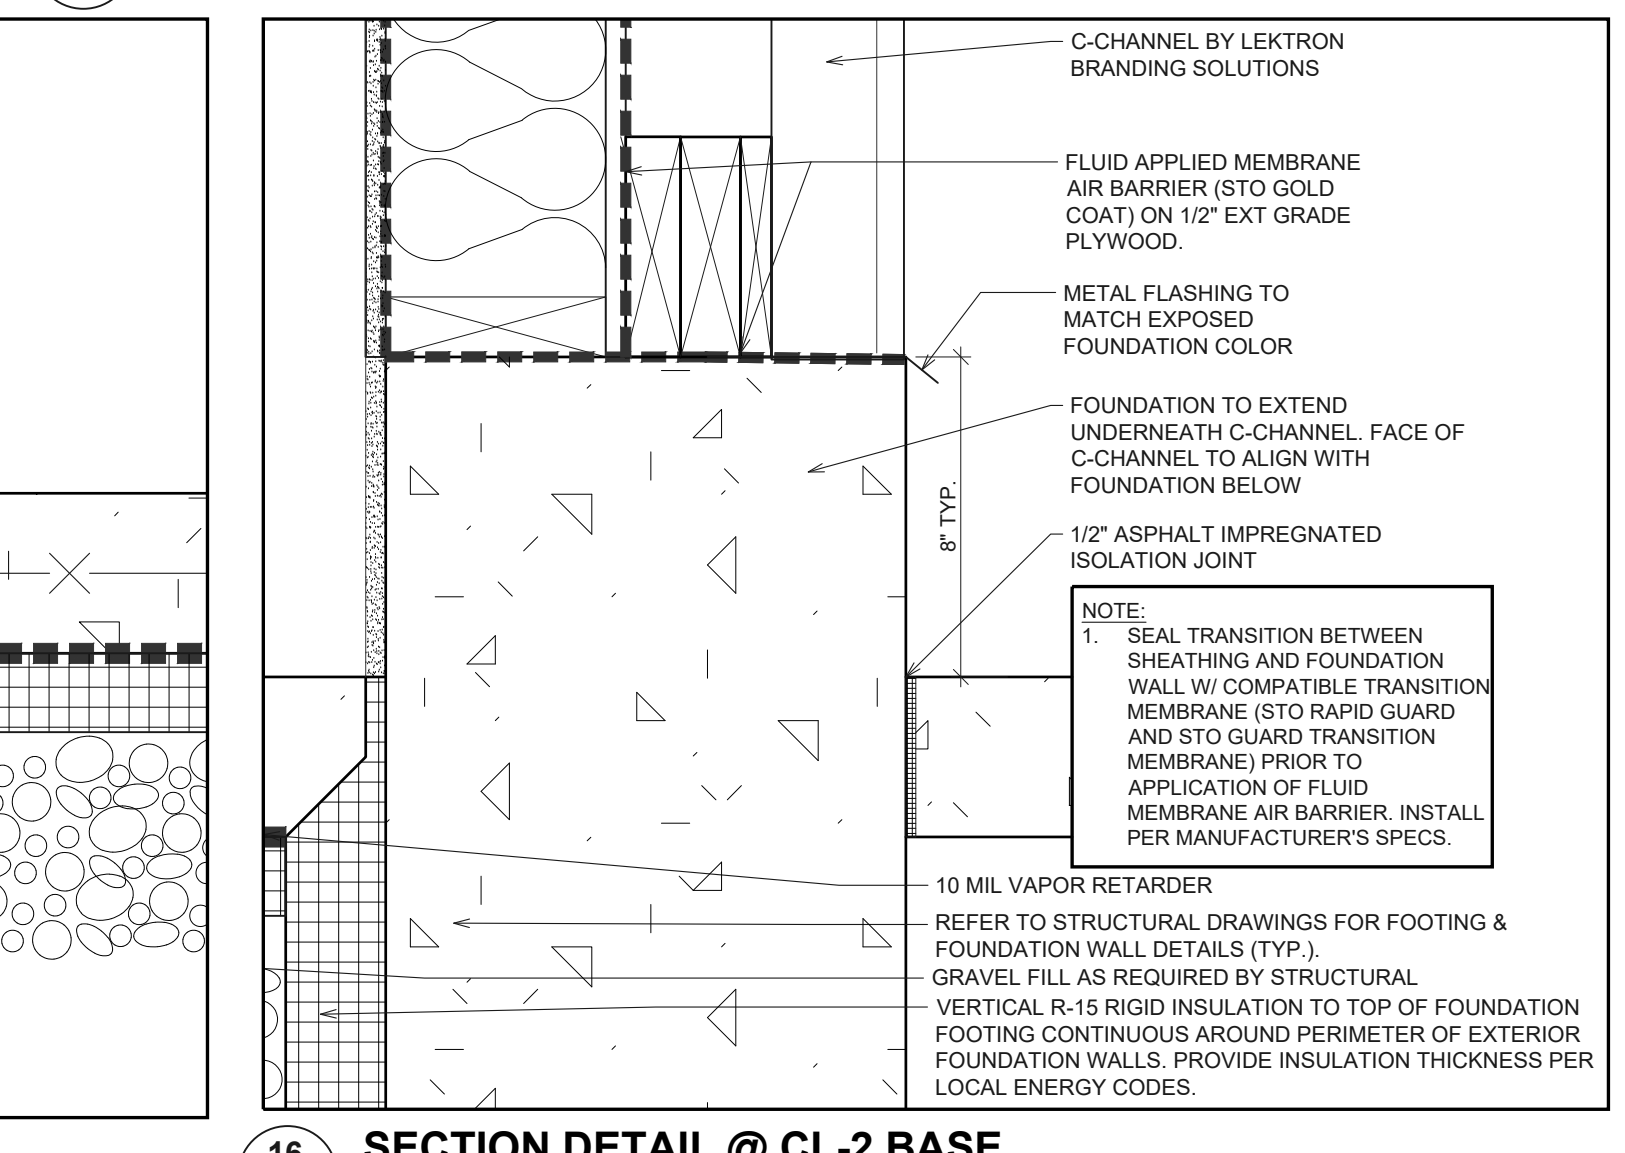 C-CHANNEL BY LEKTRON
BRANDING SOLUTIONS
FLUID APPLIED MEMBRANE
AIR BARRIER (STO GOLD
COAT) ON 1/2" EXT GRADE
PLYWOOD.
METAL FLASHING TO
MATCH EXPOSED
FOUNDATION COLOR
FOUNDATION TO EXTEND
UNDERNEATH C-CHANNEL. FACE OF
C-CHANNEL TO ALIGN WITH
FOUNDATION BELOW
8" TYP.
1/2" ASPHALT IMPREGNATED
ISOLATION JOINT
NOTE:
1. SEAL TRANSITION BETWEEN
SHEATHING AND FOUNDATION
WALL W/ COMPATIBLE TRANSITION
MEMBRANE (STO RAPID GUARD
AND STO GUARD TRANSITION
MEMBRANE) PRIOR TO
APPLICATION OF FLUID
MEMBRANE AIR BARRIER. INSTALL
PER MANUFACTURER'S SPECS.
10 MIL VAPOR RETARDER
REFER TO STRUCTURAL DRAWINGS FOR FOOTING &
FOUNDATION WALL DETAILS (TYP.).
GRAVEL FILL AS REQUIRED BY STRUCTURAL
VERTICAL R-15 RIGID INSULATION TO TOP OF FOUNDATION
FOOTING CONTINUOUS AROUND PERIMETER OF EXTERIOR
FOUNDATION WALLS. PROVIDE INSULATION THICKNESS PER
LOCAL ENERGY CODES.
16 SECTION DETAIL @ CL-2 BASE